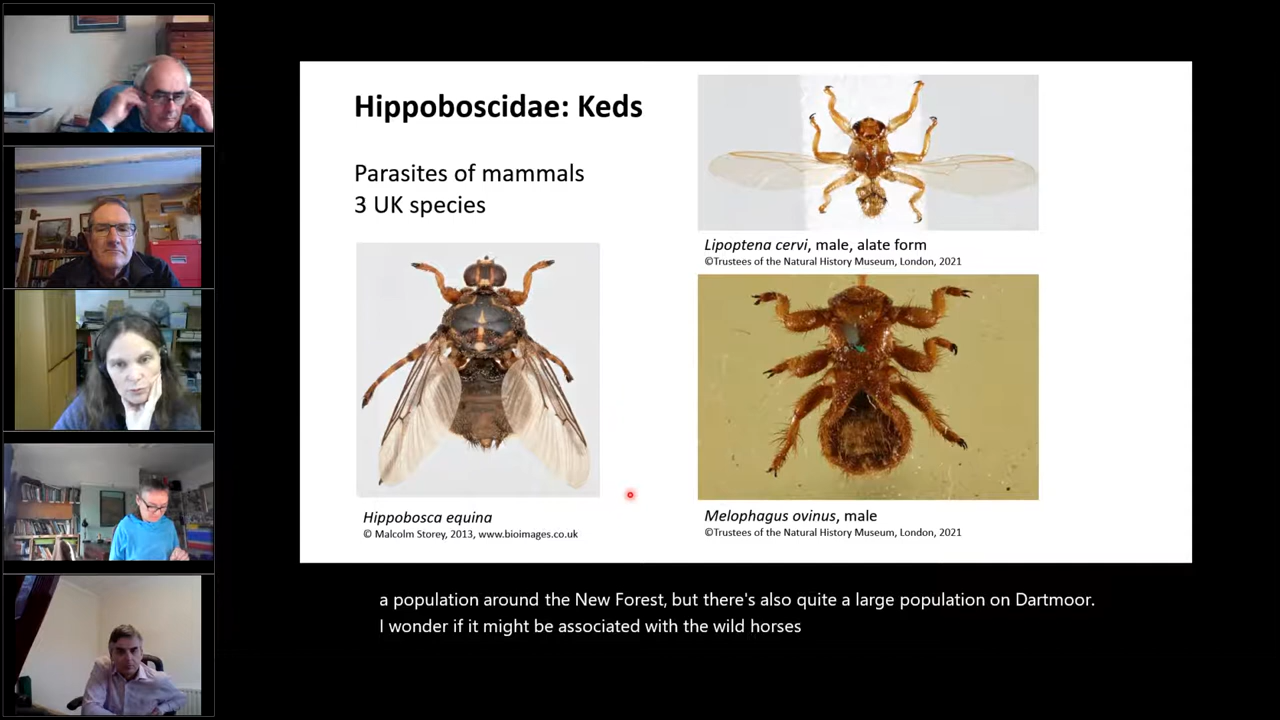 Hippoboscidae: Keds
Parasites of mammals
3 UK species
Hippobosca equina
© Malcolm Storey, 2013, www.bioimages.co.uk
Lipoptena cervi, male, alate form
©Trustees of the Natural History Museum, London, 2021
Melophagus ovinus, male
©Trustees of the Natural History Museum, London, 2021
a population around the New Forest, but there's also quite a large population on Dartmoor.
I wonder if it might be associated with the wild horses